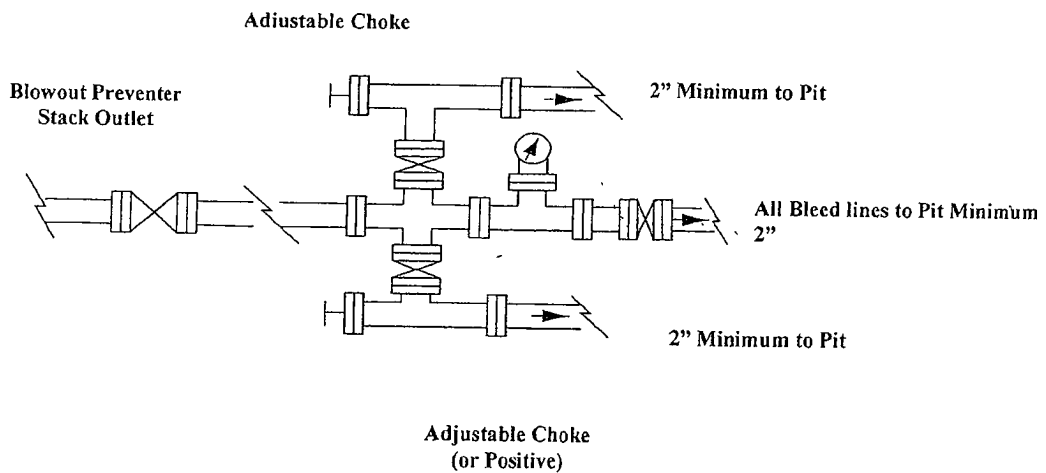 Adiustable Choke
Blowout Preventer
Stack Outlet
2” Minimum to Pit
All Bleed lines to Pit Minimum
2”
2” Minimum to Pit
Adjustable Choke
(or Positive)